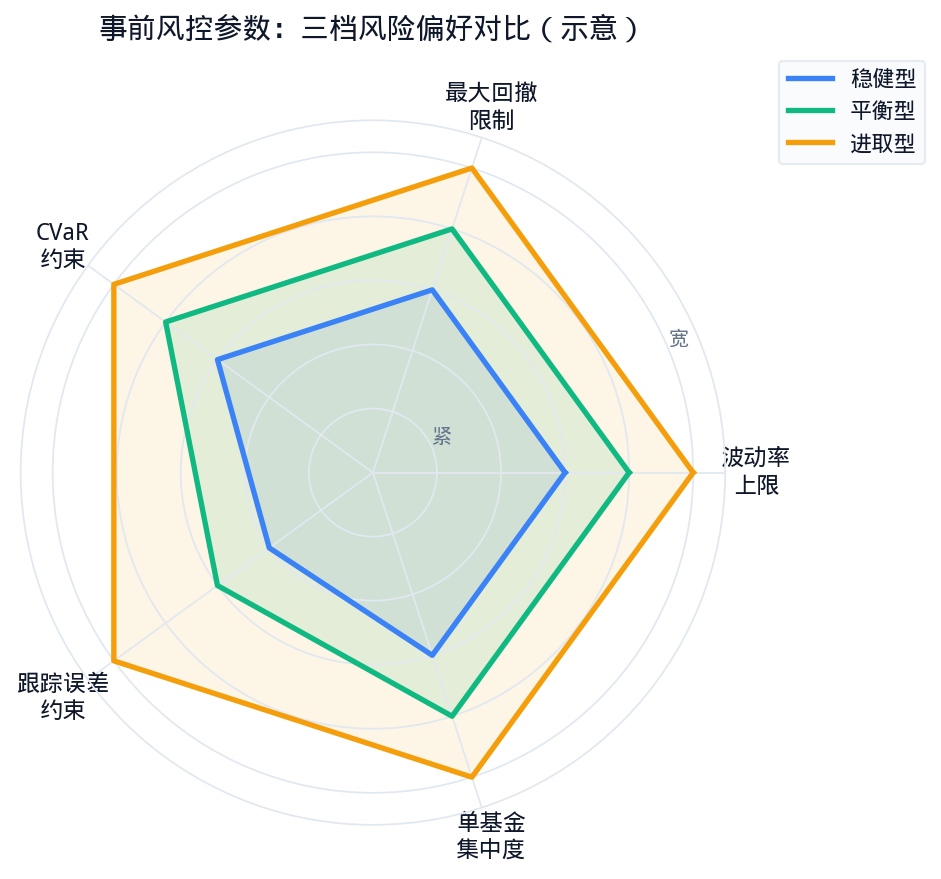 事前风控参数：三档风险偏好对比（示意）
稳健型
平衡型
进取型
最大回撤
限制
CVaR
约束
宽
紧
波动率
上限
跟踪误差
约束
单基金
集中度